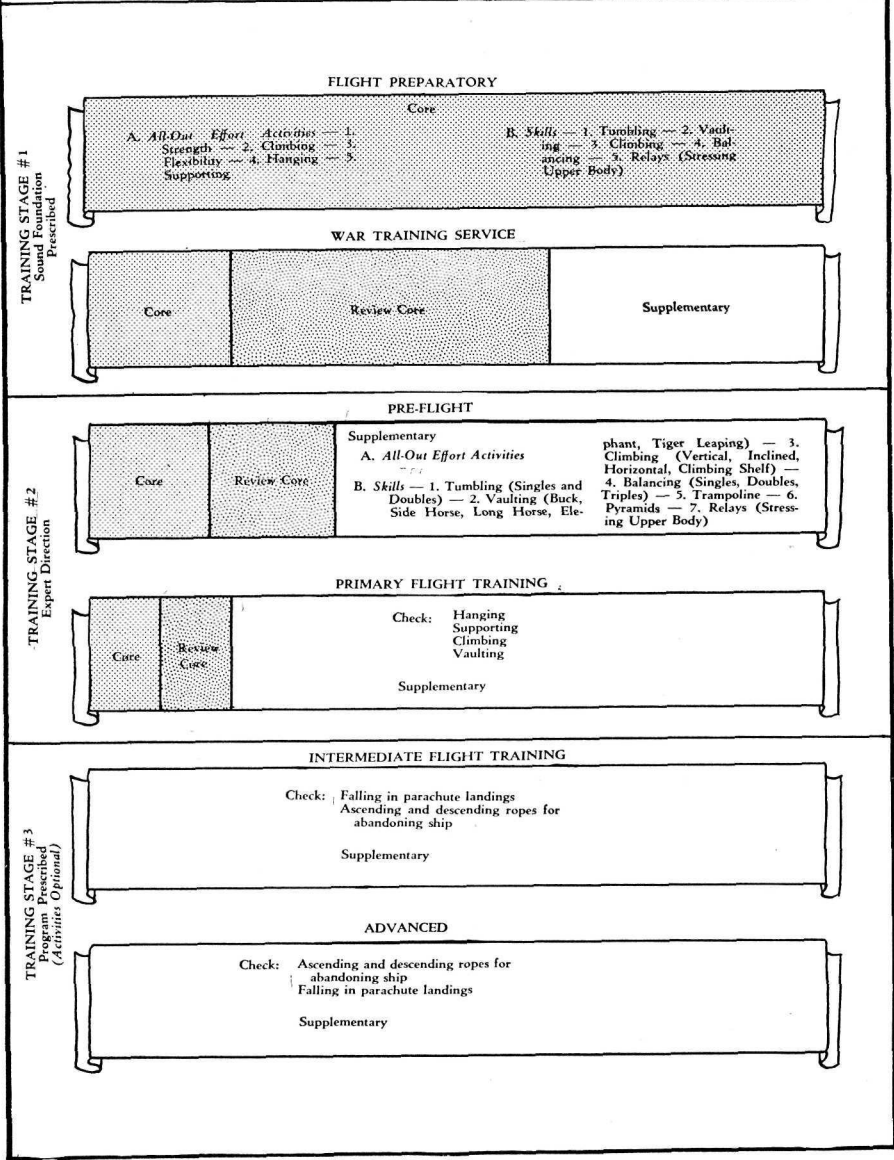 FLIGHT PREPARATORY
Core
A. All-Out Effort Activities — 1.
Strength — 2. Climbing — 3.
Flexibility — 4. Hanging — 5.
Supporting
B. Skills — 1. Tumbling — 2. Vault-
ing — 3. Climbing — 4. Bal-
ancing — 5. Relays (Stressing
Upper Body)
TRAINING STAGE #1
Sound Foundation
Prescribed
WAR TRAINING SERVICE
Core
Review Core
Supplementary
PRE-FLIGHT
Core
Review Core
Supplementary
A. All-Out Effort Activities
B. Skills — 1. Tumbling (Singles and
Doubles) — 2. Vaulting (Buck,
Side Horse, Long Horse, Ele-
phant, Tiger Leaping) — 3.
Climbing (Vertical, Inclined,
Horizontal, Climbing Shelf) —
4. Balancing (Singles, Doubles,
Triples) — 5. Trampoline — 6.
Pyramids — 7. Relays (Stress-
ing Upper Body)
TRAINING STAGE #2
Expert Direction
PRIMARY FLIGHT TRAINING
Core
Review
Core
Check: Hanging
Supporting
Climbing
Vaulting
Supplementary
INTERMEDIATE FLIGHT TRAINING
Check: Falling in parachute landings
Ascending and descending ropes for
abandoning ship
Supplementary
TRAINING STAGE #3
Program Prescribed
(Activities Optional)
ADVANCED
Check: Ascending and descending ropes for
abandoning ship
Falling in parachute landings
Supplementary